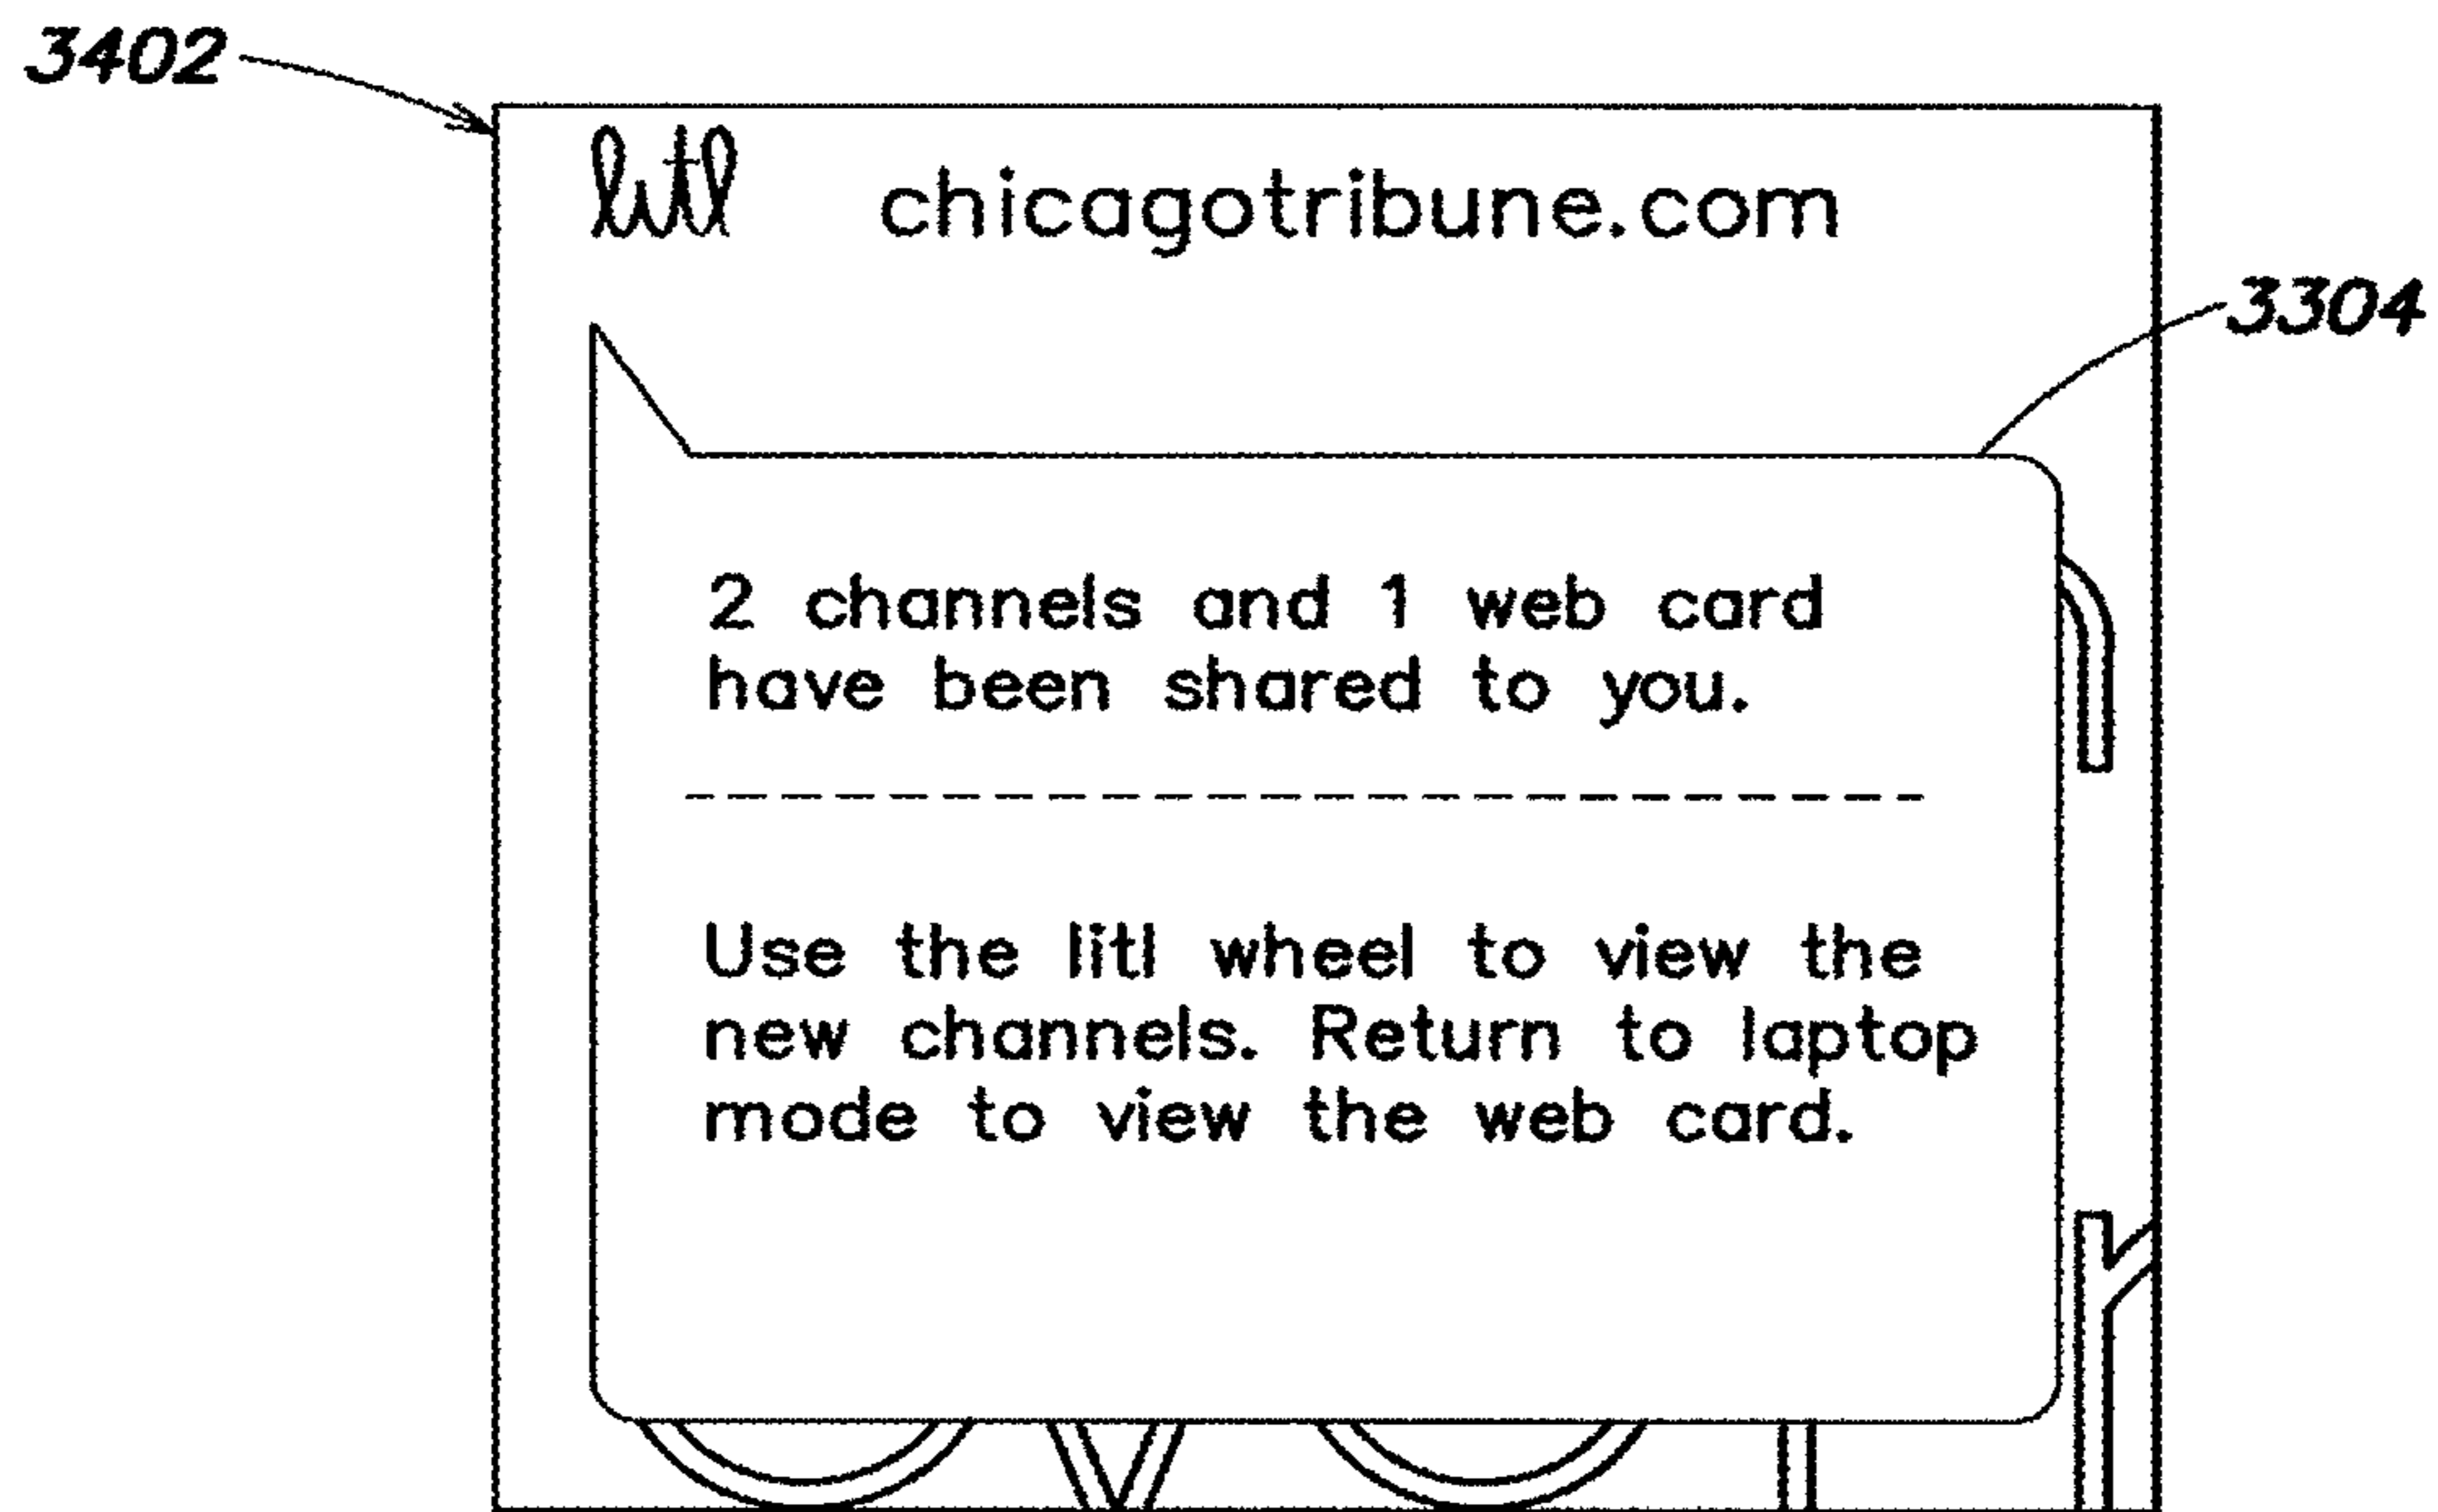 3402
litl chicagotribune.com
3304
2 channels and 1 web card
have been shared to you.
Use the litl wheel to view the
new channels. Return to laptop
mode to view the web card.